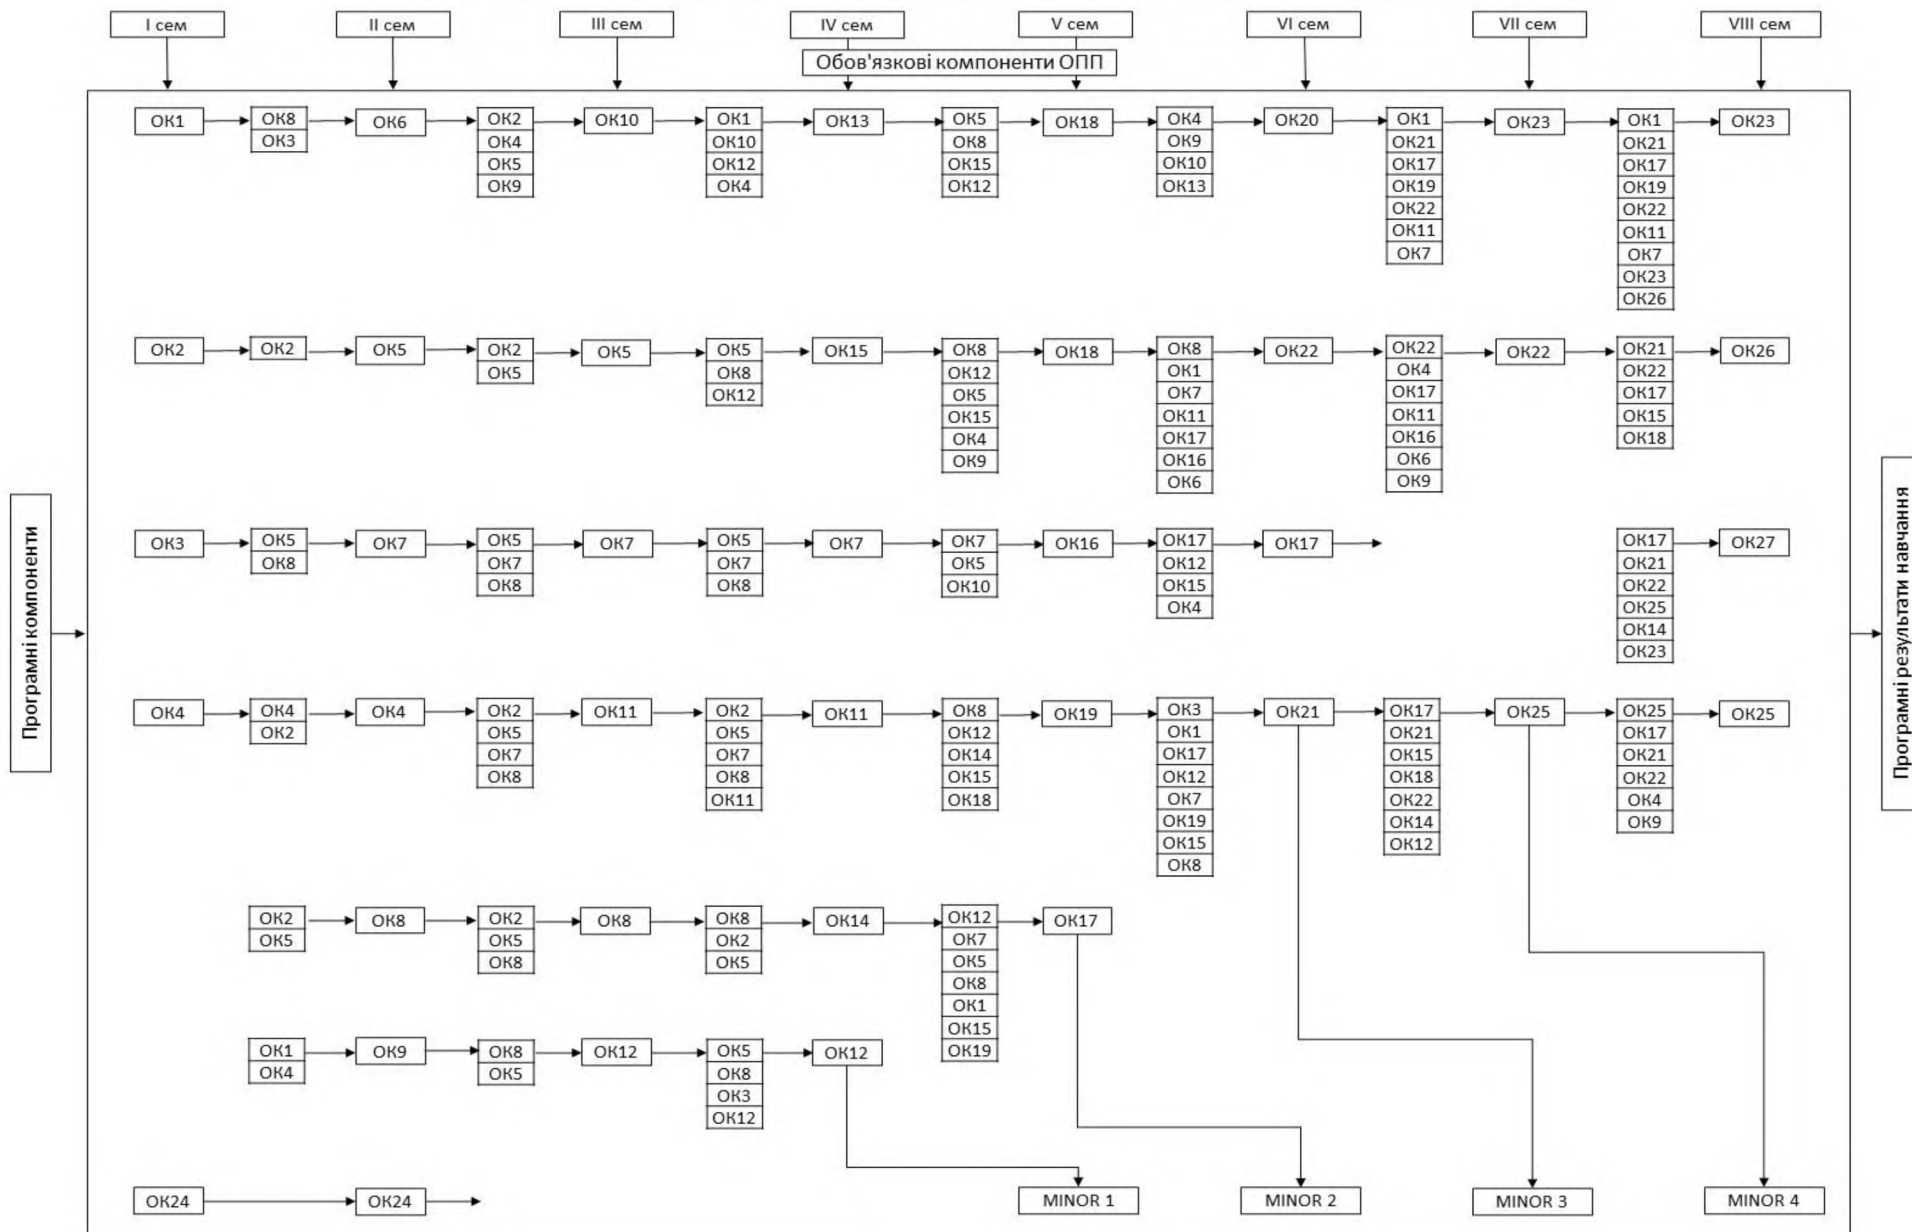 I сем
II сем
III сем
IV сем
V сем
VI сем
VII сем
VIII сем
Обов'язкові компоненти ОПП
Програмні компоненти
ОК1
ОК8
ОК3
ОК6
ОК2
ОК4
ОК5
ОК9
ОК10
ОК1
ОК10
ОК12
ОК4
ОК13
ОК5
ОК8
ОК15
ОК12
ОК18
ОК4
ОК9
ОК10
ОК13
ОК20
ОК1
ОК21
ОК17
ОК19
ОК22
ОК11
ОК7
ОК23
ОК1
ОК21
ОК17
ОК19
ОК22
ОК11
ОК7
ОК23
ОК26
ОК23
ОК2
ОК2
ОК5
ОК2
ОК5
ОК5
ОК5
ОК8
ОК12
ОК15
ОК8
ОК12
ОК5
ОК15
ОК4
ОК9
ОК18
ОК8
ОК1
ОК7
ОК11
ОК17
ОК16
ОК6
ОК22
ОК22
ОК4
ОК17
ОК11
ОК16
ОК6
ОК9
ОК22
ОК21
ОК22
ОК17
ОК15
ОК18
ОК26
ОК3
ОК5
ОК8
ОК7
ОК5
ОК7
ОК8
ОК7
ОК5
ОК7
ОК8
ОК7
ОК7
ОК5
ОК10
ОК16
ОК17
ОК12
ОК15
ОК4
ОК17
ОК17
ОК21
ОК22
ОК25
ОК14
ОК23
ОК27
ОК4
ОК4
ОК2
ОК4
ОК2
ОК5
ОК7
ОК8
ОК11
ОК2
ОК5
ОК7
ОК8
ОК11
ОК11
ОК8
ОК12
ОК14
ОК15
ОК18
ОК19
ОК3
ОК1
ОК17
ОК12
ОК7
ОК19
ОК15
ОК8
ОК21
ОК17
ОК21
ОК15
ОК18
ОК22
ОК14
ОК12
ОК25
ОК25
ОК17
ОК21
ОК22
ОК4
ОК9
ОК25
ОК2
ОК5
ОК8
ОК2
ОК5
ОК8
ОК8
ОК8
ОК2
ОК5
ОК14
ОК12
ОК7
ОК5
ОК8
ОК1
ОК15
ОК19
ОК17
ОК1
ОК4
ОК9
ОК8
ОК5
ОК12
ОК5
ОК8
ОК3
ОК12
ОК12
ОК24
ОК24
MINOR 1
MINOR 2
MINOR 3
MINOR 4
Програмні результати навчання